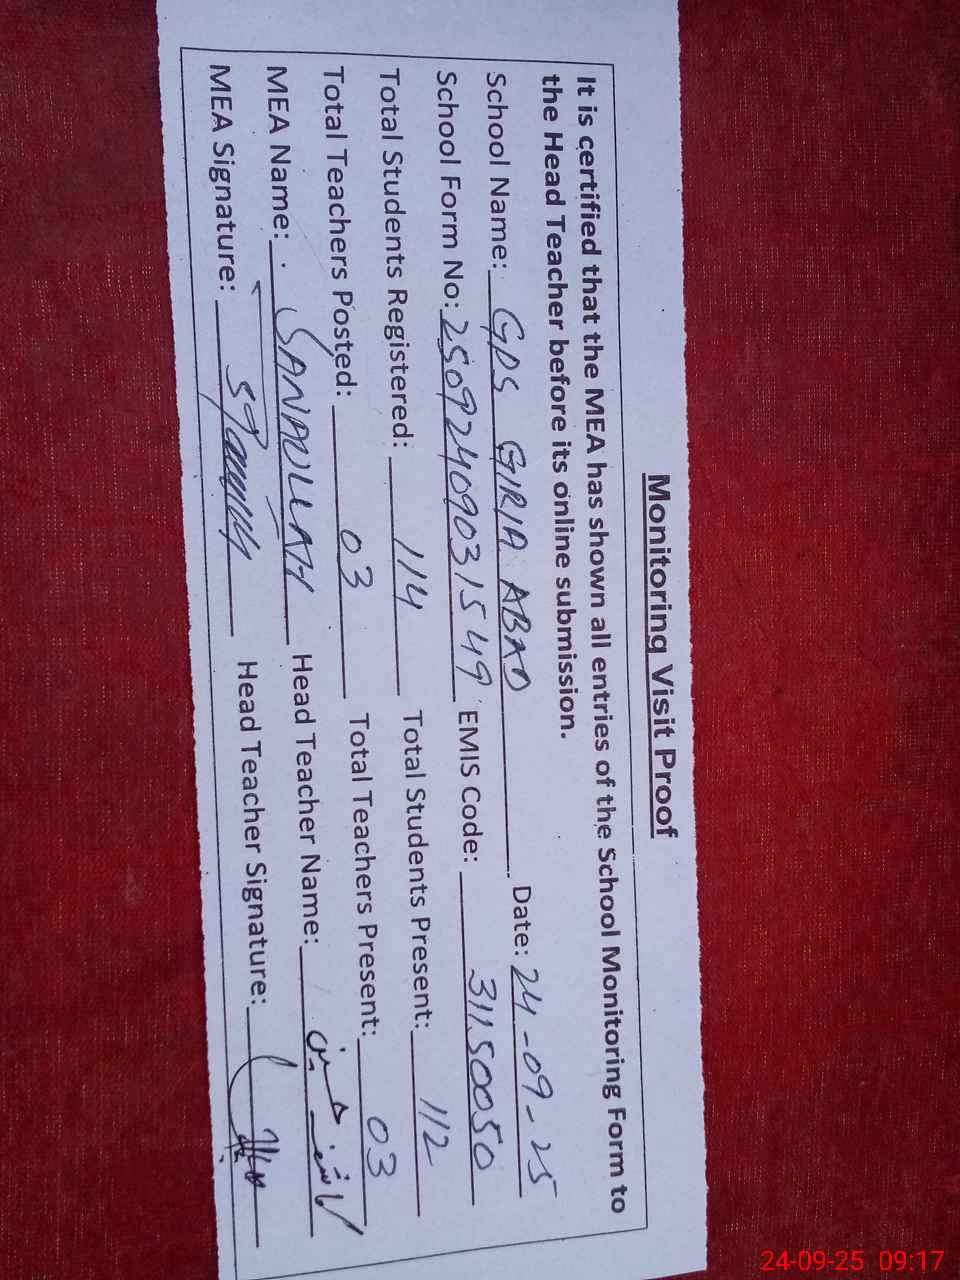 Monitoring Visit Proof
It is certified that the MEA has shown all entries of the School Monitoring Form to
the Head Teacher before its online submission.
School Name: GPS GIRIA ABAD Date: 24-09-25
School Form No: 25092409031549 EMIS Code: 31150050
Total Students Registered: 114 Total Students Present: 112
Total Teachers Posted: 03 Total Teachers Present: 03
MEA Name: SANAULLAH Head Teacher Name:
MEA Signature: Head Teacher Signature:
24-09-25 09:17